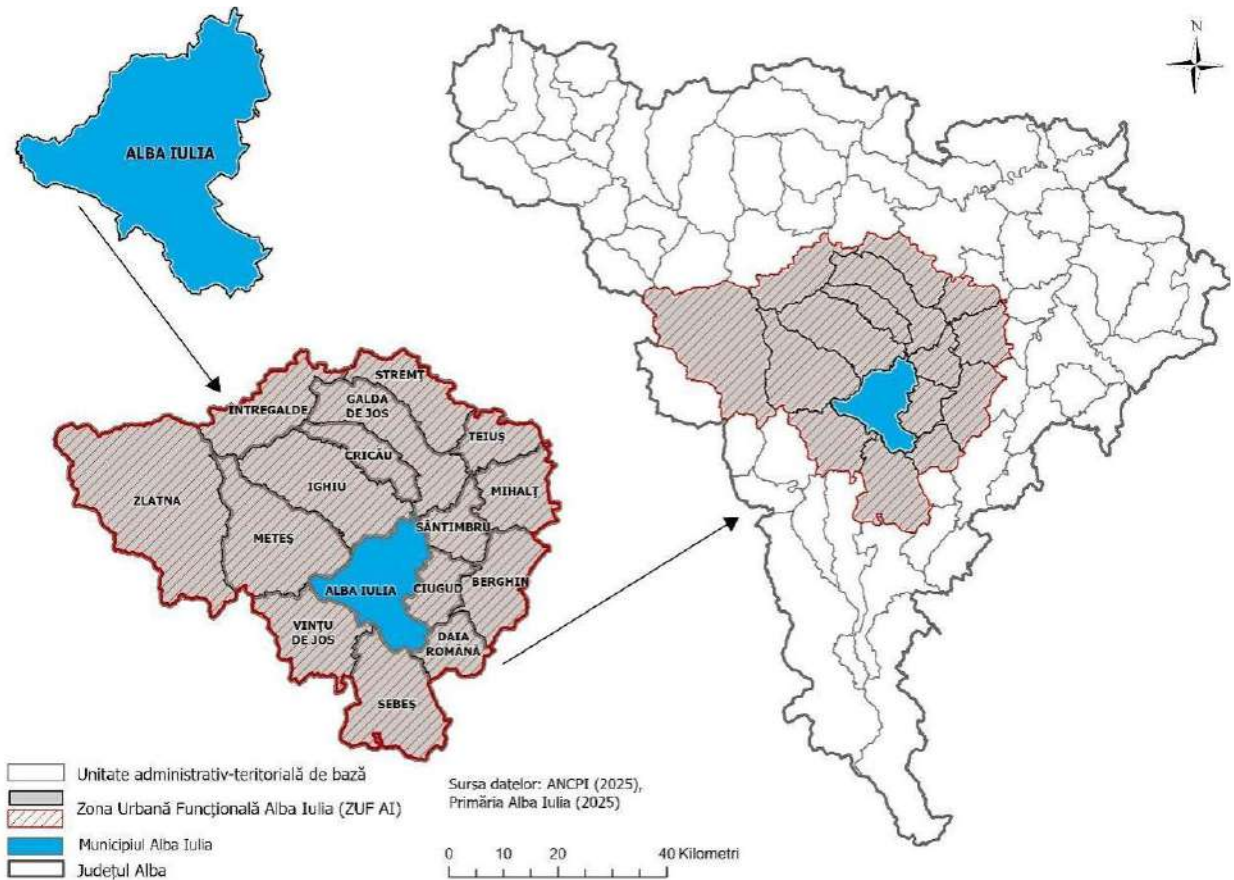 N
ALBA IULIA
STREMȚ
ÎNTREGALDE
GALDA
DE JOS
TEIUȘ
CRICĂU
IGHIU
ZLATNA
MIHALȚ
SÂNTIMBRU
METEȘ
BERGHIN
ALBA IULIA
CIUGUD
VINȚU
DE JOS
DAIA
ROMÂNĂ
SEBEȘ
Unitate administrativ-teritorială de bază
Zona Urbană Funcțională Alba Iulia (ZUF AI)
Municipiul Alba Iulia
Județul Alba
Sursa datelor: ANCPI (2025),
Primăria Alba Iulia (2025)
0 10 20 40 Kilometri